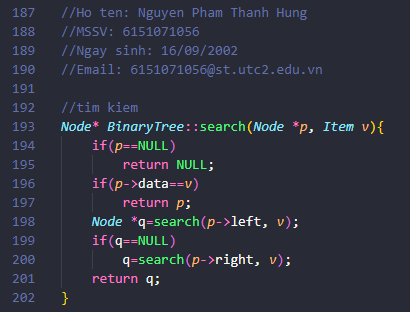 187 //Ho ten: Nguyen Pham Thanh Hung
188 //MSSV: 6151071056
189 //Ngay sinh: 16/09/2002
190 //Email: 6151071056@st.utc2.edu.vn
191
192 //tim kiem
193 Node* BinaryTree::search(Node *p, Item v){
194     if(p==NULL)
195         return NULL;
196     if(p->data==v)
197         return p;
198     Node *q=search(p->left, v);
199     if(q==NULL)
200         q=search(p->right, v);
201     return q;
202 }